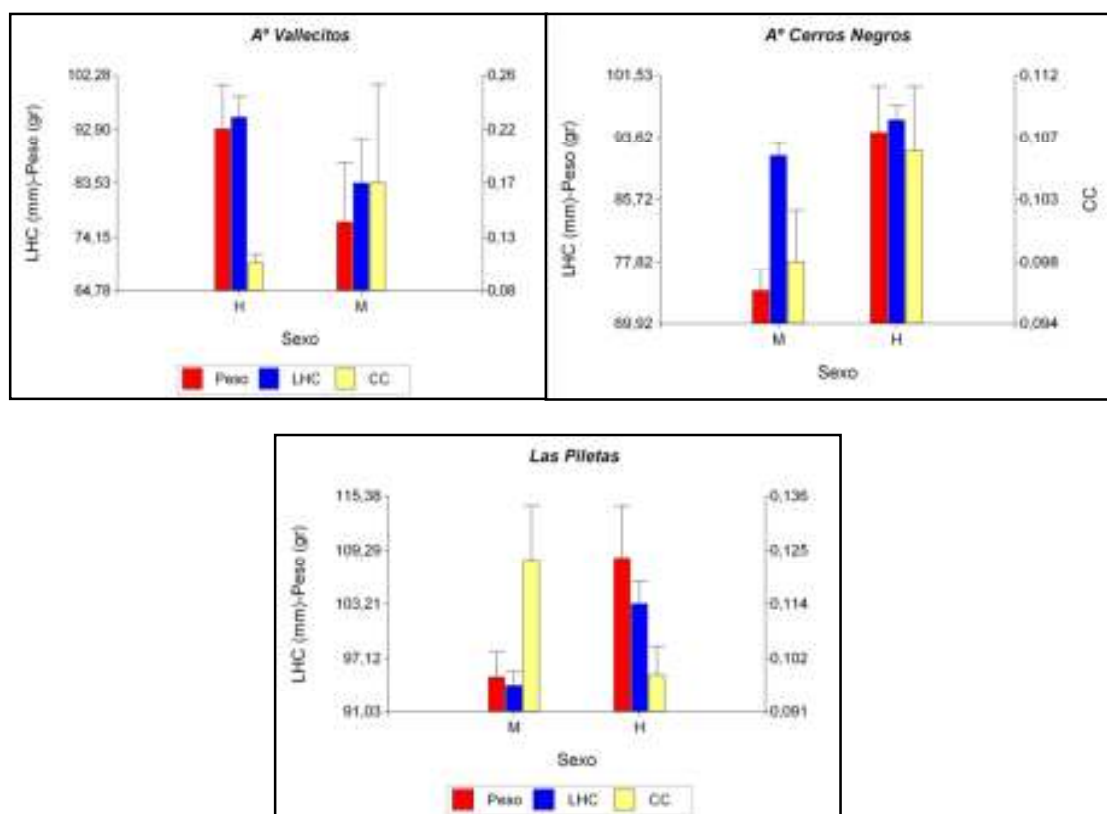 Aº Vallecitos
102,28
92,90
83,53
74,15
64,78
LHC (mm)-Peso (gr)
0,26
0,22
0,17
0,13
0,08
H M
Sexo
Peso LHC CC
Aº Cerros Negros
101,53
93,62
85,72
77,82
69,92
LHC (mm)-Peso (gr)
0,112
0,107
0,103
0,098
0,094
CC
M H
Sexo
Las Piletas
115,38
109,29
103,21
97,12
91,03
LHC (mm)-Peso (gr)
0,136
0,125
0,114
0,102
0,091
M H
Sexo
Peso LHC CC